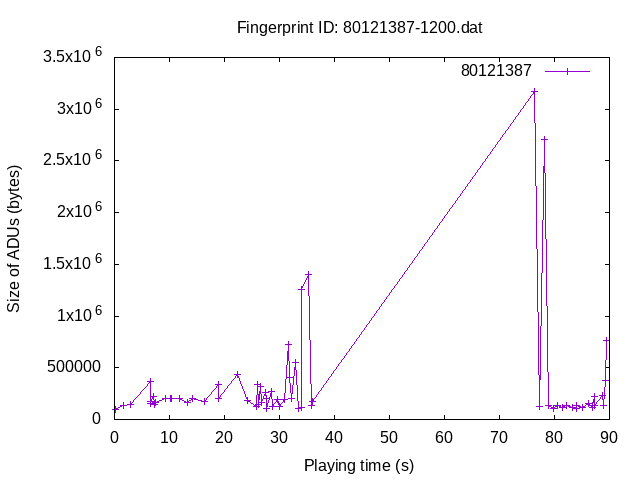 Fingerprint ID: 80121387-1200.dat
80121387
3.5x10^6
3x10^6
2.5x10^6
2x10^6
1.5x10^6
1x10^6
500000
0
Size of ADUs (bytes)
0 10 20 30 40 50 60 70 80 90
Playing time (s)